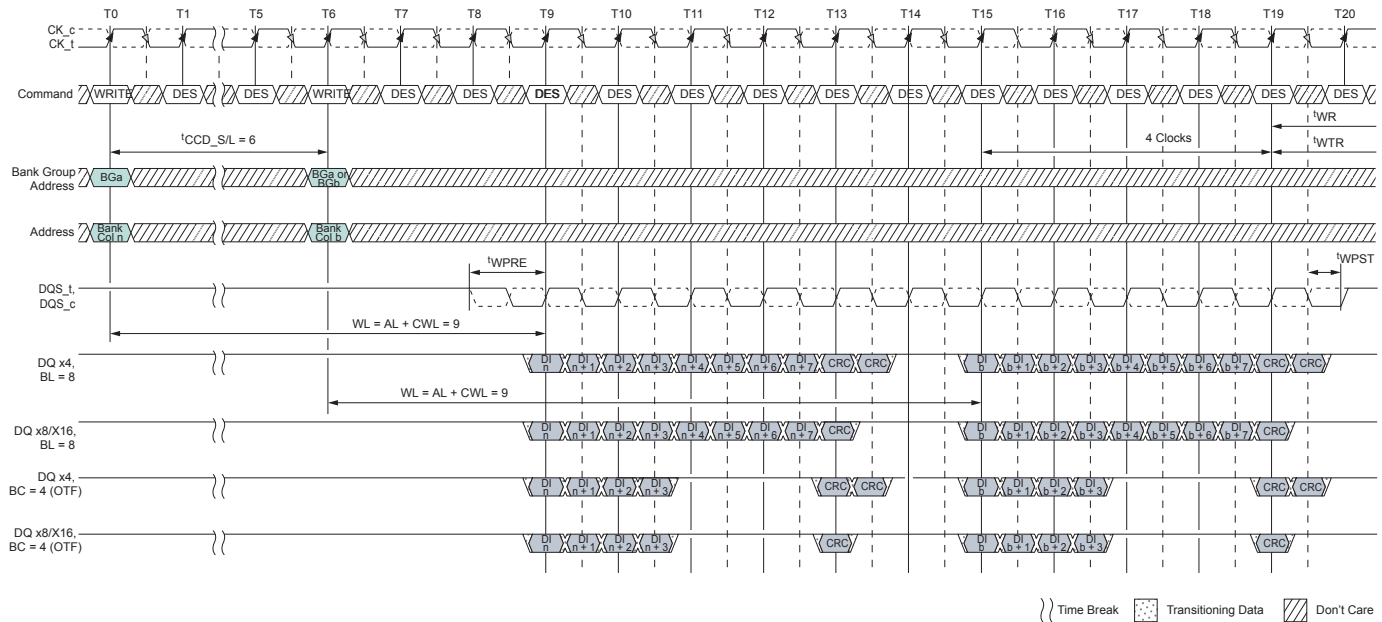 T0 T1 T5 T6 T7 T8 T9 T10 T11 T12 T13 T14 T15 T16 T17 T18 T19 T20
CK_c
CK_t
Command WRITE DES DES WRITE DES DES DES DES DES DES DES DES DES DES DES DES DES DES
tWR
tCCD_S/L = 6 4 Clocks tWTR
Bank Group
Address
BGa
BGa or
BGb
Address
Bank
Col n
Bank
Col b
tWPRE tWPST
DQS_t,
DQS_c
WL = AL + CWL = 9
DQ x4,
BL = 8
DI DI DI DI DI DI DI DI CRC CRC DI DI DI DI DI DI DI DI CRC CRC
n n + 1 n + 2 n + 3 n + 4 n + 5 n + 6 n + 7 b b + 1 b + 2 b + 3 b + 4 b + 5 b + 6 b + 7
WL = AL + CWL = 9
DQ x8/X16,
BL = 8
DI DI DI DI DI DI DI DI CRC DI DI DI DI DI DI DI DI CRC
n n + 1 n + 2 n + 3 n + 4 n + 5 n + 6 n + 7 b b + 1 b + 2 b + 3 b + 4 b + 5 b + 6 b + 7
DQ x4,
BC = 4 (OTF)
DI DI DI DI CRC CRC DI DI DI DI CRC CRC
n n + 1 n + 2 n + 3 b b + 1 b + 2 b + 3
DQ x8/X16,
BC = 4 (OTF)
DI DI DI DI CRC DI DI DI DI CRC
n n + 1 n + 2 n + 3 b b + 1 b + 2 b + 3
Time Break Transitioning Data Don't Care